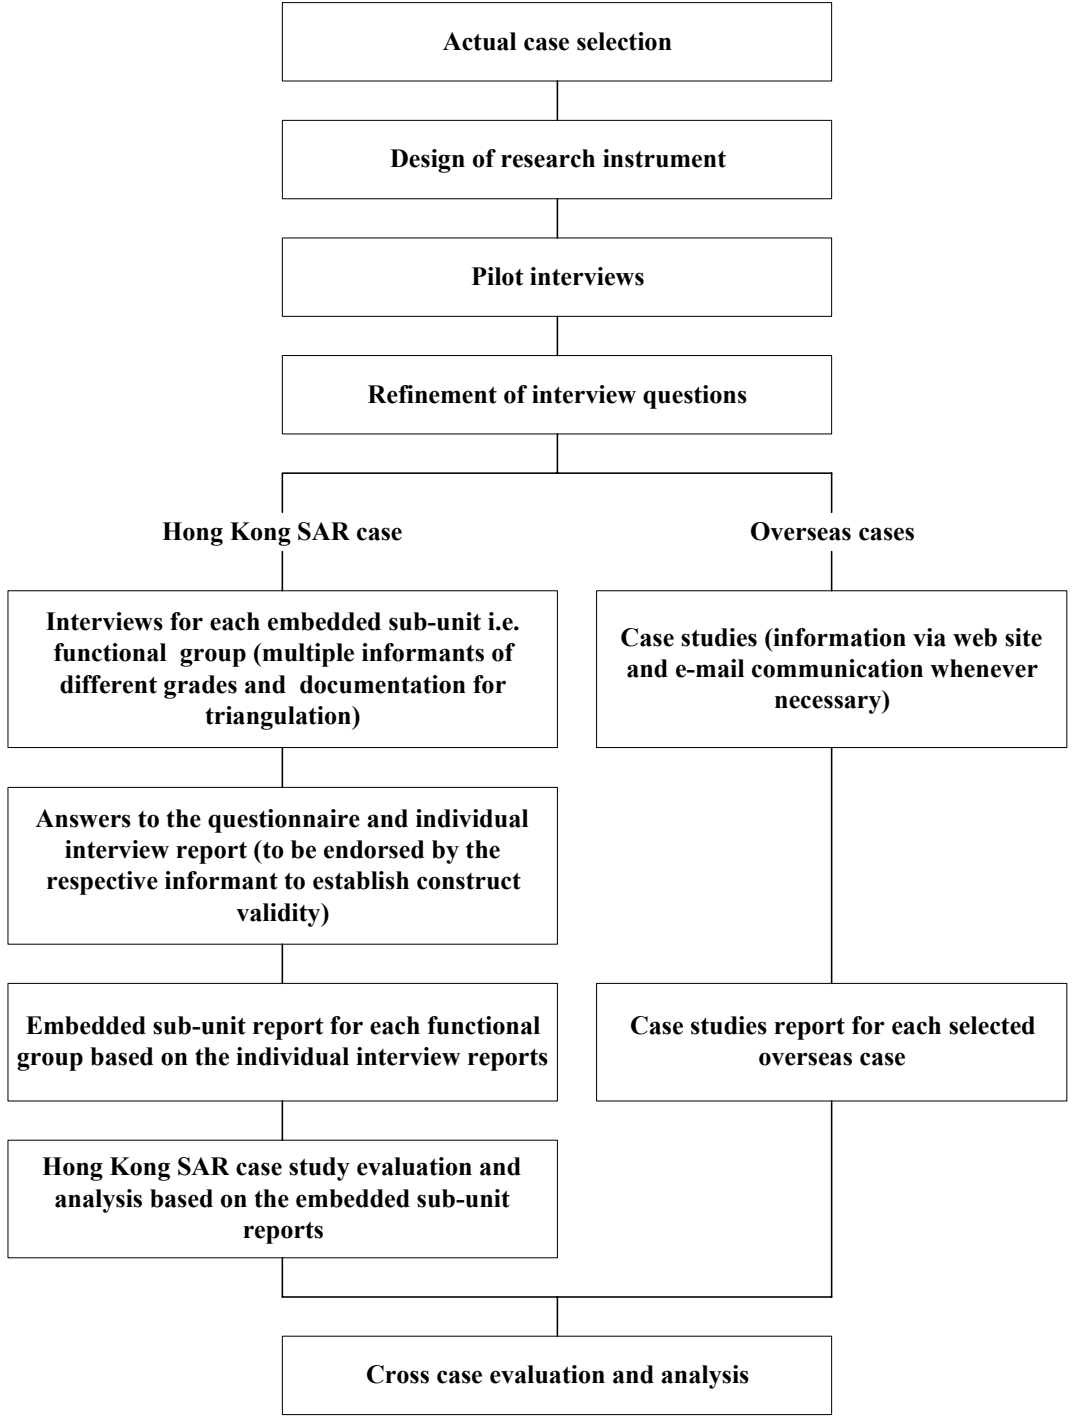 Actual case selection
Design of research instrument
Pilot interviews
Refinement of interview questions
Hong Kong SAR case
Interviews for each embedded sub-unit i.e.
functional group (multiple informants of
different grades and documentation for
triangulation)
Answers to the questionnaire and individual
interview report (to be endorsed by the
respective informant to establish construct
validity)
Embedded sub-unit report for each functional
group based on the individual interview reports
Hong Kong SAR case study evaluation and
analysis based on the embedded sub-unit
reports
Overseas cases
Case studies (information via web site
and e-mail communication whenever
necessary)
Case studies report for each selected
overseas case
Cross case evaluation and analysis